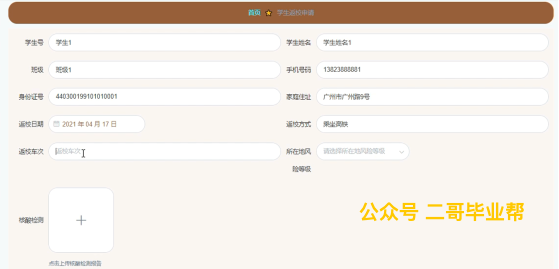 首页 学生返校申请
学生号 学生1 学生姓名 学生姓名1
班级 班级1 手机号码 13823888881
身份证号 440300199101010001 家庭住址 广州市广州路9号
返校日期 2021 年 04 月 17 日 返校方式 乘坐高铁
返校车次 返校车次 所在地风 请选择所在地风险等级
险等级
核酸检测 +
公众号 二哥毕业帮
点击上传核酸检测报告